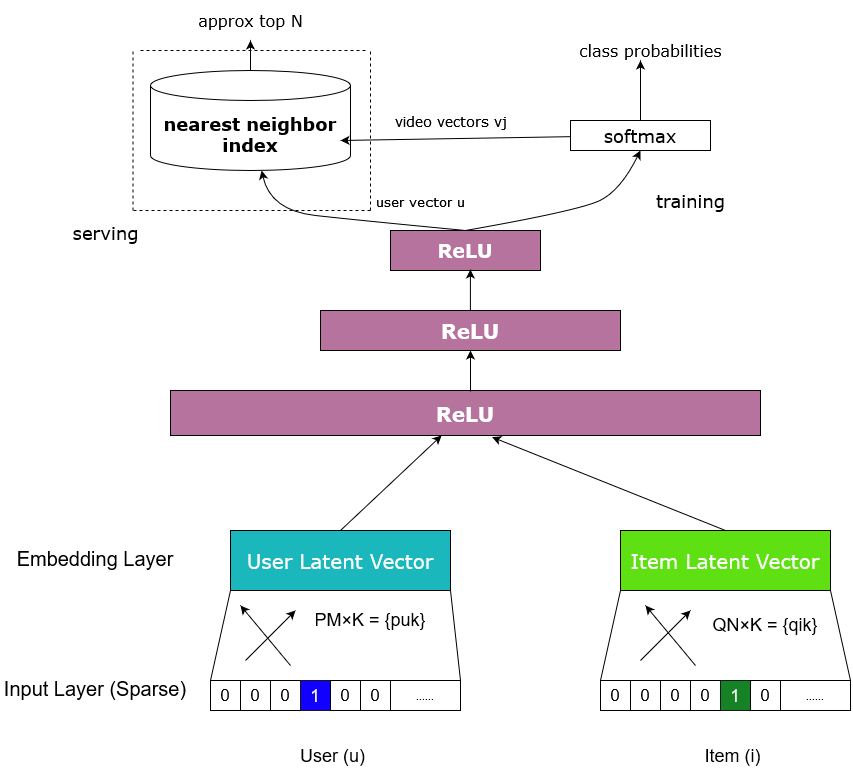 approx top N
class probabilities
nearest neighbor
index
video vectors vj
softmax
user vector u
training
serving
ReLU
ReLU
ReLU
Embedding Layer
User Latent Vector
Item Latent Vector
PM×K = {puk}
QN×K = {qik}
Input Layer (Sparse)
0 0 0 1 0 0 ......
0 0 0 0 1 0 ......
User (u)
Item (i)